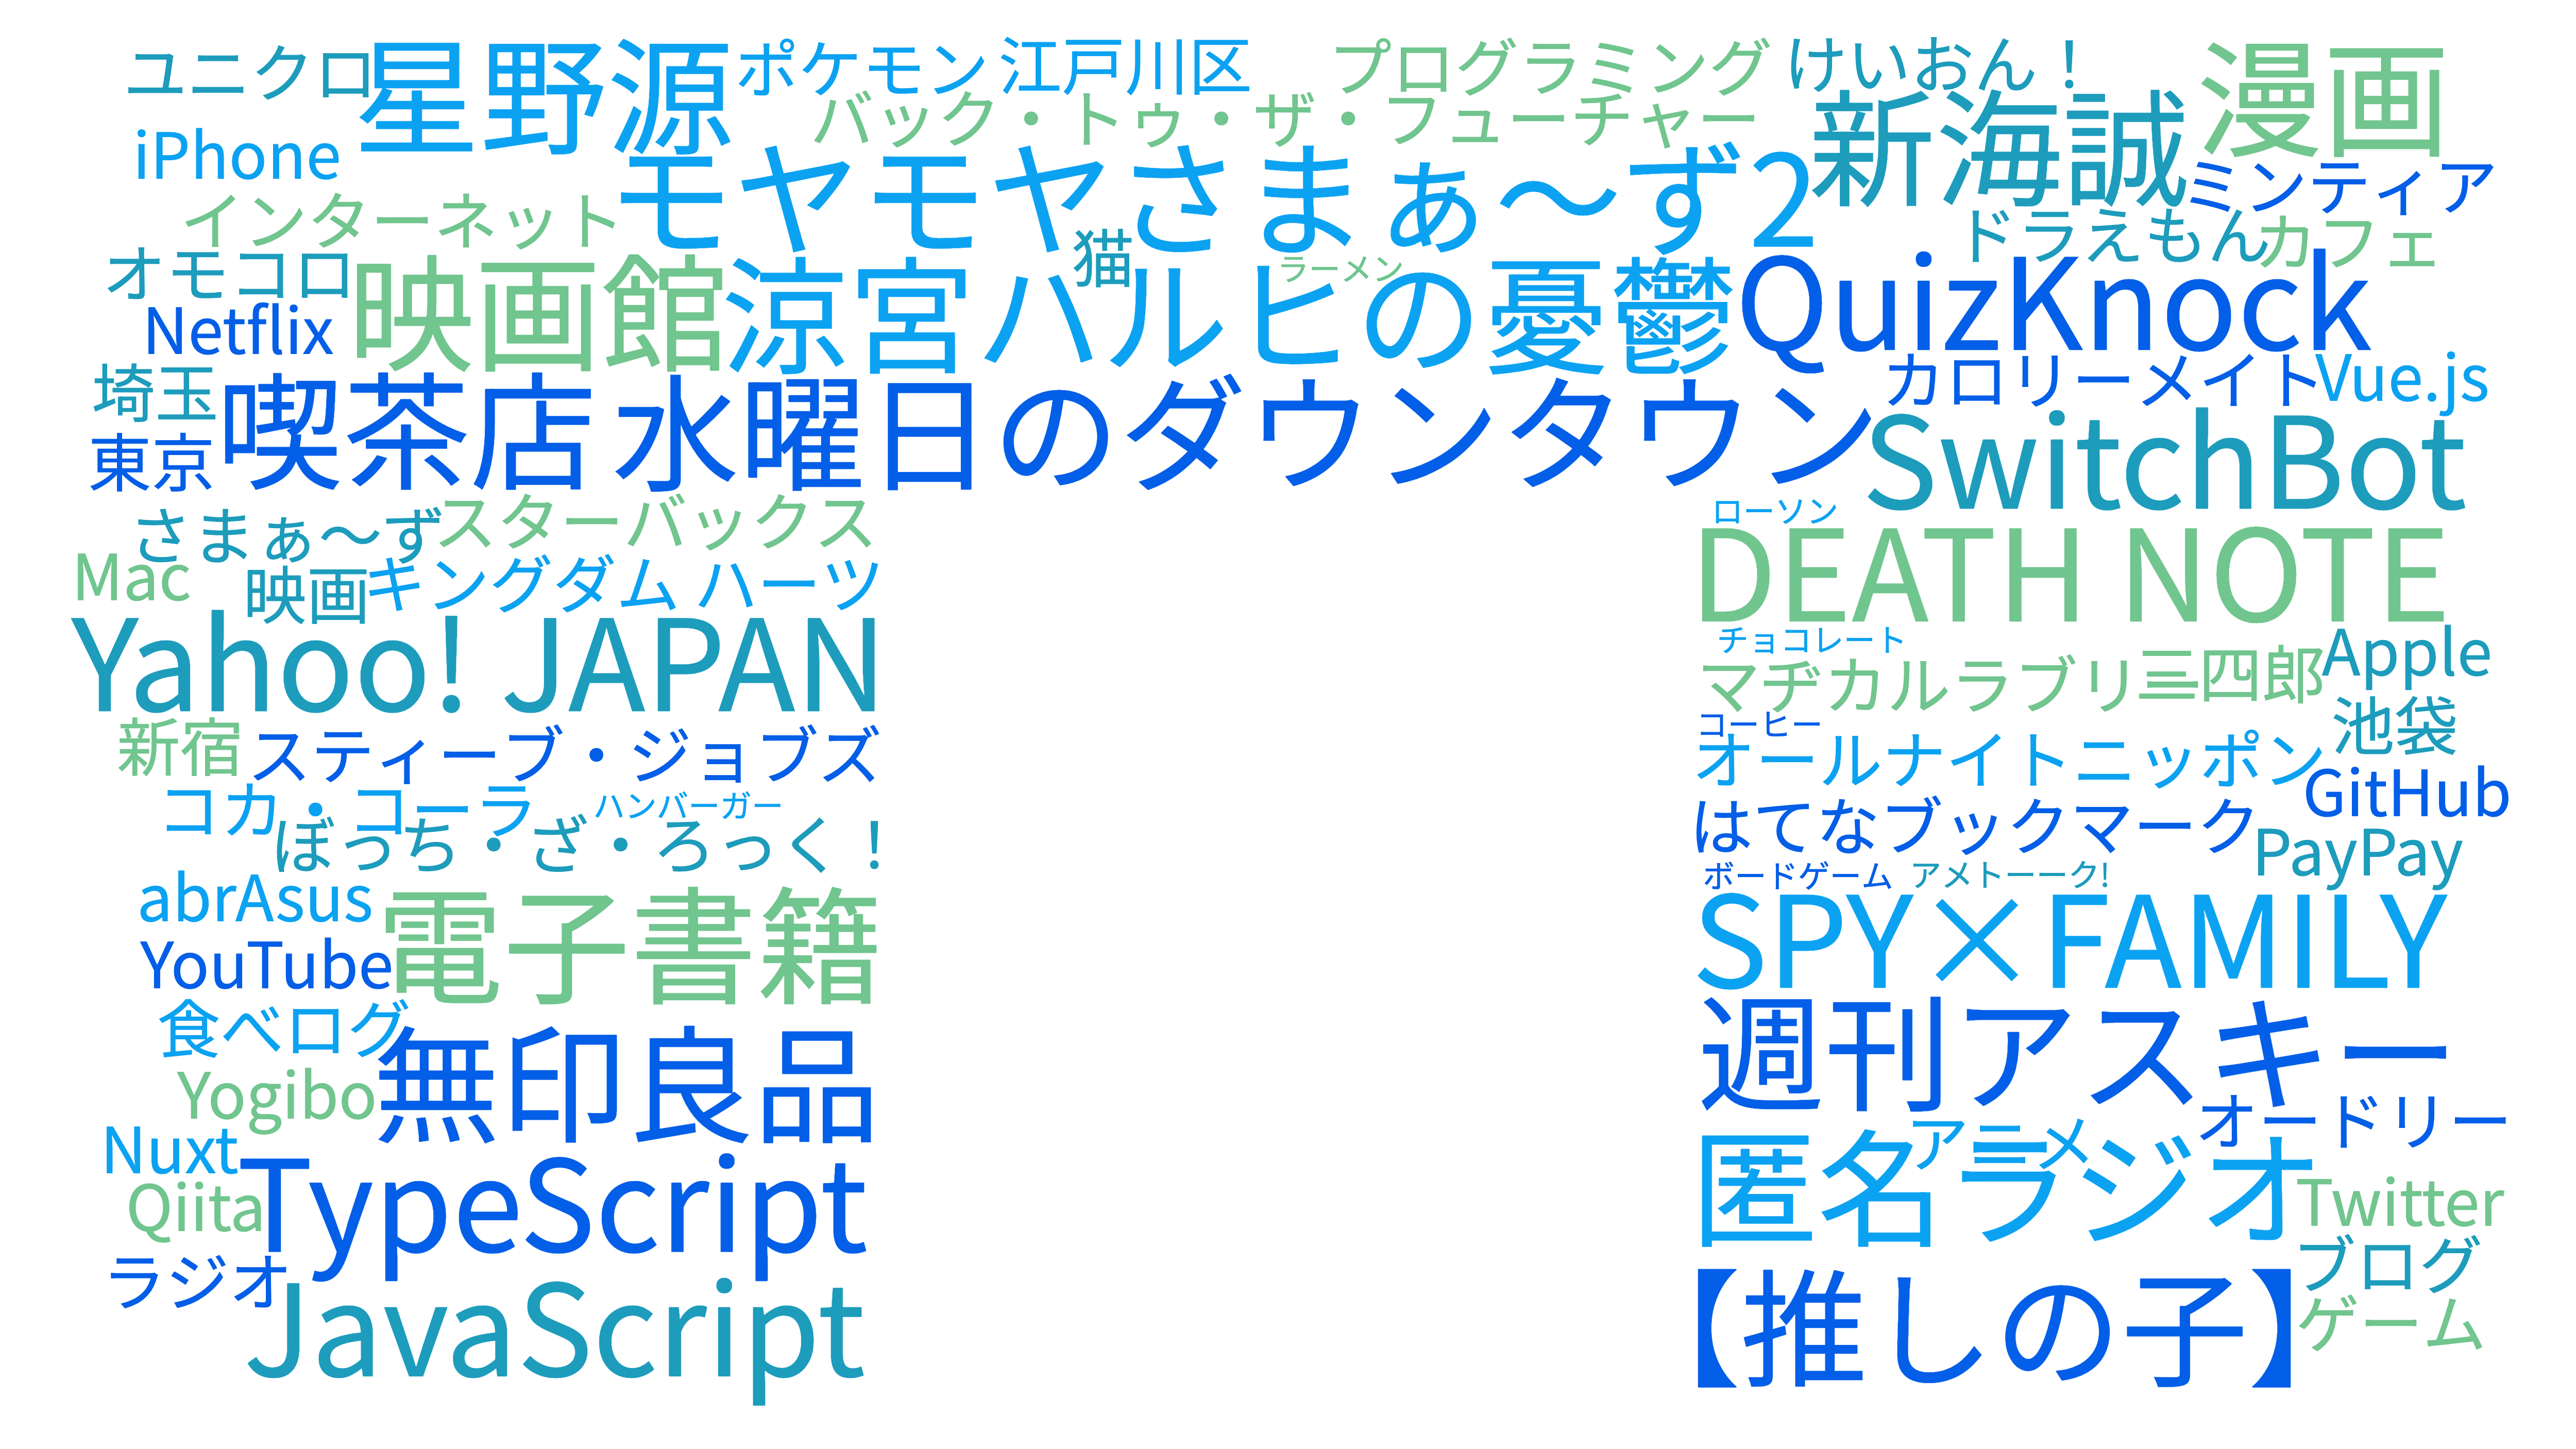 ユニクロ
星野源
ポケモン
江戸川区
プログラミング
けいおん！
漫画
バック・トゥ・ザ・フューチャー
新海誠
iPhone
モヤモヤさまぁ～ず2
ミンティア
インターネット
ドラえもん
カフェ
猫
オモコロ
映画館
涼宮ハルヒの憂鬱
ラーメン
QuizKnock
Netflix
埼玉
カロリーメイト
Vue.js
東京
喫茶店
水曜日のダウンタウン
SwitchBot
さまぁ～ず
スターバックス
ローソン
Mac
映画
キングダム ハーツ
DEATH NOTE
Yahoo! JAPAN
チョコレート
マヂカルラブリー
三四郎
Apple
新宿
スティーブ・ジョブズ
コーヒー
オールナイトニッポン
池袋
コカ・コーラ
ハンバーガー
はてなブックマーク
GitHub
ぼっち・ざ・ろっく！
PayPay
abrAsus
電子書籍
ボードゲーム
アメトーーク!
YouTube
SPY×FAMILY
食べログ
無印良品
週刊アスキー
Yogibo
オードリー
Nuxt
TypeScript
アニメ
匿名ラジオ
Qiita
Twitter
ラジオ
JavaScript
【推しの子】
ブログ
ゲーム